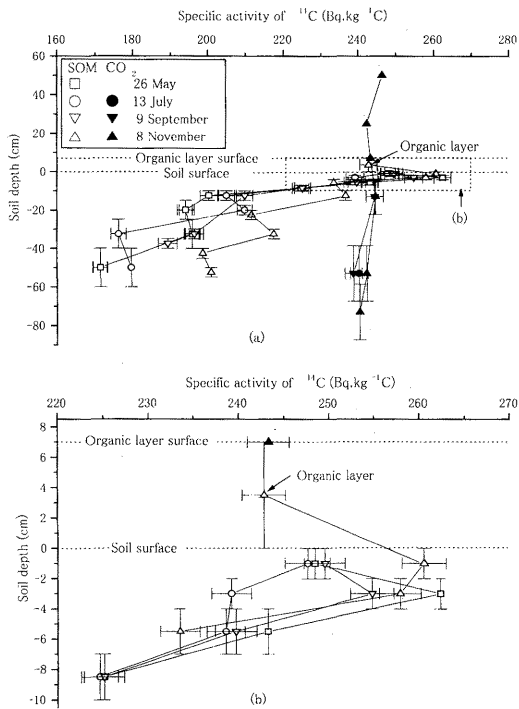 Specific activity of ¹⁴C (Bq.kg⁻¹C)
160 180 200 220 240 260 280
60
40
20
0
-20
-40
-60
-80
Soil depth (cm)
SOM CO₂
26 May
13 July
9 September
8 November
Organic layer
Organic layer surface
Soil surface
(b)
(a)
Specific activity of ¹⁴C (Bq.kg⁻¹C)
220 230 240 250 260 270
8
7
6
4
2
0
-2
-4
-6
-8
-10
Soil depth (cm)
Organic layer surface
Organic layer
Soil surface
(b)